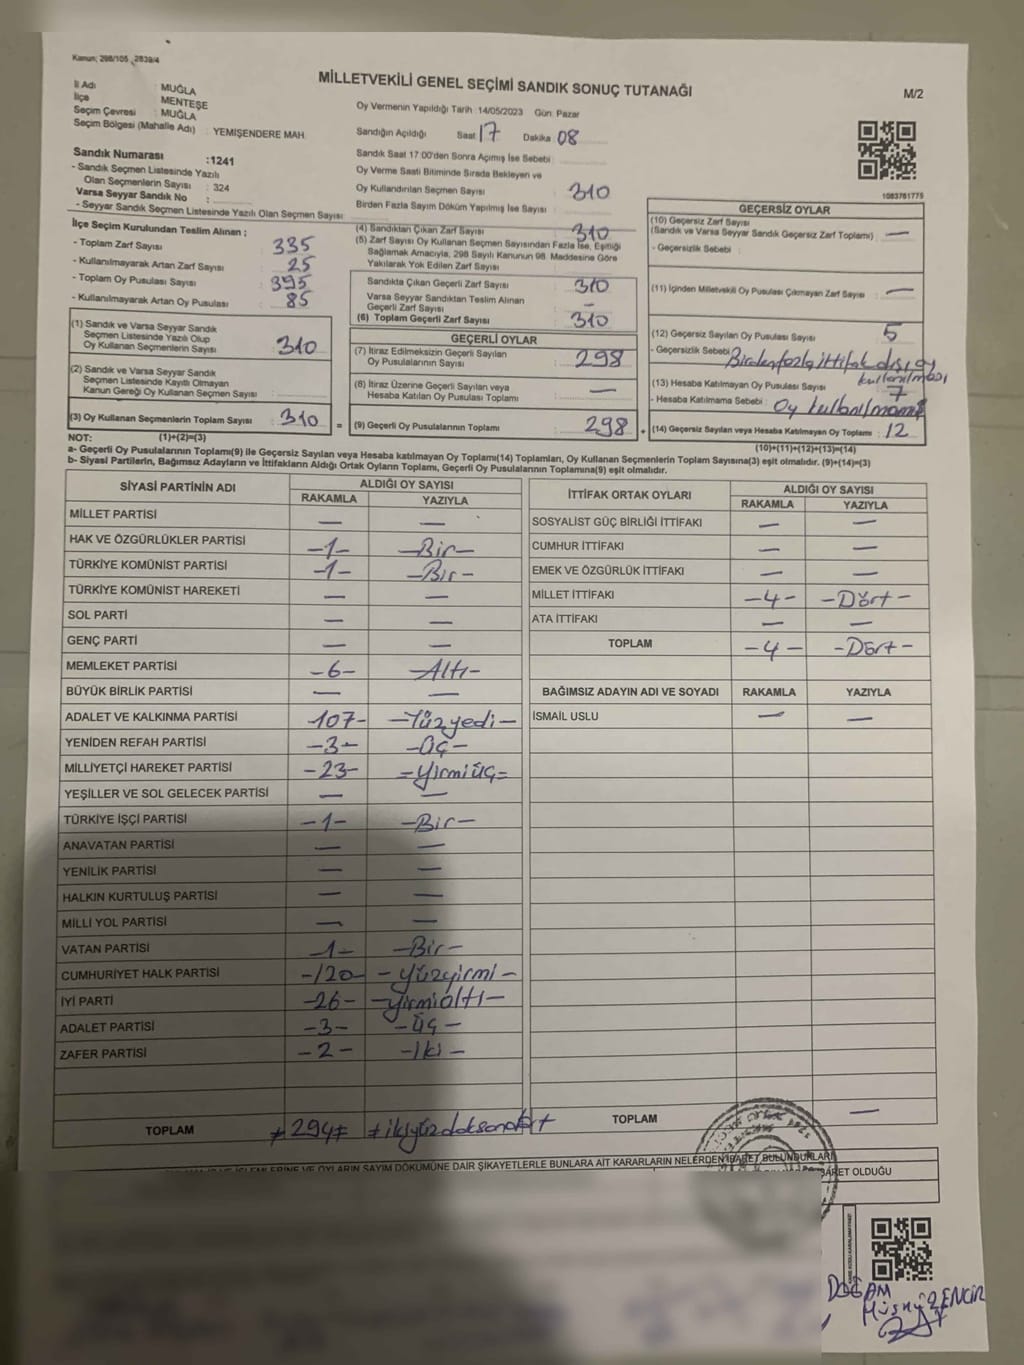 Kanun; 298/105, 2839/4
MİLLETVEKİLİ GENEL SEÇİMİ SANDIK SONUÇ TUTANAĞI
M/2
İl Adı : MUĞLA
İlçe : MENTEŞE
Seçim Çevresi : MUĞLA
Seçim Bölgesi (Mahalle Adı) : YEMİŞENDERE MAH.
Sandık Numarası :1241
- Sandık Seçmen Listesinde Yazılı
Olan Seçmenlerin Sayısı : 324
Varsa Seyyar Sandık No :
- Seyyar Sandık Seçmen Listesinde Yazılı Olan Seçmen Sayısı :
İlçe Seçim Kurulundan Teslim Alınan ;
- Toplam Zarf Sayısı : 335
- Kullanılmayarak Artan Zarf Sayısı : 25
- Toplam Oy Pusulası Sayısı : 395
- Kullanılmayarak Artan Oy Pusulası : 85
(1) Sandık ve Varsa Seyyar Sandık
Seçmen Listesinde Yazılı Olup
Oy Kullanan Seçmenlerin Sayısı : 310
(2) Sandık ve Varsa Seyyar Sandık
Seçmen Listesinde Kayıtlı Olmayan
Kanun Gereği Oy Kullanan Seçmen Sayısı :
(3) Oy Kullanan Seçmenlerin Toplam Sayısı : 310
Oy Vermenin Yapıldığı Tarih : 14/05/2023 Gün: Pazar
Sandığın Açıldığı Saat : 17 Dakika : 08
Sandık Saat 17:00'den Sonra Açılmış İse Sebebi :
Oy Verme Saati Bitiminde Sırada Bekleyen ve
Oy Kullandırılan Seçmen Sayısı : 310
Birden Fazla Sayım Döküm Yapılmış İse Sayısı :
(4) Sandıktan Çıkan Zarf Sayısı : 310
(5) Zarf Sayısı Oy Kullanan Seçmen Sayısından Fazla İse, Eşitliği
Sağlamak Amacıyla, 298 Sayılı Kanunun 98. Maddesine Göre
Yakılarak Yok Edilen Zarf Sayısı :
Sandıkta Çıkan Geçerli Zarf Sayısı : 310
Varsa Seyyar Sandıktan Teslim Alınan
Geçerli Zarf Sayısı : -
(6) Toplam Geçerli Zarf Sayısı : 310
GEÇERLİ OYLAR
(7) İtiraz Edilmeksizin Geçerli Sayılan
Oy Pusulalarının Sayısı : 298
(8) İtiraz Üzerine Geçerli Sayılan veya
Hesaba Katılan Oy Pusulası Toplamı : —
= (9) Geçerli Oy Pusulalarının Toplamı : 298
1083761775
GEÇERSİZ OYLAR
(10) Geçersiz Zarf Sayısı
(Sandık ve Varsa Seyyar Sandık Geçersiz Zarf Toplamı) : —
- Geçersizlik Sebebi :
(11) İçinden Milletvekili Oy Pusulası Çıkmayan Zarf Sayısı : —
(12) Geçersiz Sayılan Oy Pusulası Sayısı : 5
- Geçersizlik Sebebi : Birden fazla ittifak dışı oy
kullanılması
(13) Hesaba Katılmayan Oy Pusulası Sayısı : 7
- Hesaba Katılmama Sebebi : Oy kullanılmamış
+ (14) Geçersiz Sayılan veya Hesaba Katılmayan Oy Toplamı : 12
NOT: (1)+(2)=(3) (10)+(11)+(12)+(13)=(14)
a- Geçerli Oy Pusulalarının Toplamı(9) ile Geçersiz Sayılan veya Hesaba katılmayan Oy Toplamı(14) Toplamları, Oy Kullanan Seçmenlerin Toplam Sayısına(3) eşit olmalıdır. (9)+(14)=(3)
b- Siyasi Partilerin, Bağımsız Adayların ve İttifakların Aldığı Ortak Oyların Toplamı, Geçerli Oy Pusulalarının Toplamına(9) eşit olmalıdır.
SİYASİ PARTİNİN ADI ALDIĞI OY SAYISI
RAKAMLA YAZIYLA
MİLLET PARTİSİ — —
HAK VE ÖZGÜRLÜKLER PARTİSİ -1- -Bir-
TÜRKİYE KOMÜNİST PARTİSİ -1- -Bir-
TÜRKİYE KOMÜNİST HAREKETİ — —
SOL PARTİ — —
GENÇ PARTİ — —
MEMLEKET PARTİSİ -6- -Altı-
BÜYÜK BİRLİK PARTİSİ — —
ADALET VE KALKINMA PARTİSİ -107- -Yüzyedi-
YENİDEN REFAH PARTİSİ -3- -Üç-
MİLLİYETÇİ HAREKET PARTİSİ -23- =Yirmiüç=
YEŞİLLER VE SOL GELECEK PARTİSİ — —
TÜRKİYE İŞÇİ PARTİSİ -1- -Bir-
ANAVATAN PARTİSİ — —
YENİLİK PARTİSİ — —
HALKIN KURTULUŞ PARTİSİ — —
MİLLİ YOL PARTİSİ — —
VATAN PARTİSİ -1- -Bir-
CUMHURİYET HALK PARTİSİ -120- -Yüzyirmi-
İYİ PARTİ -26- -Yirmialtı-
ADALET PARTİSİ -3- -Üç-
ZAFER PARTİSİ -2- -İki-
TOPLAM ≠294≠ ≠ikiyüzdoksandört
İTTİFAK ORTAK OYLARI ALDIĞI OY SAYISI
RAKAMLA YAZIYLA
SOSYALİST GÜÇ BİRLİĞİ İTTİFAKI — —
CUMHUR İTTİFAKI — —
EMEK VE ÖZGÜRLÜK İTTİFAKI — —
MİLLET İTTİFAKI -4- -Dört-
ATA İTTİFAKI — —
TOPLAM -4- -Dört-
BAĞIMSIZ ADAYIN ADI VE SOYADI RAKAMLA YAZIYLA
İSMAİL USLU — —
TOPLAM —
OYLARIN SAYIM DÖKÜMÜNE DAİR ŞİKAYETLERLE BUNLARA AİT KARARLARIN NELERDEN İBARET BULUNDUKLARI
İBARET OLDUĞU
DOĞAN
Hüsnü ZENCİR